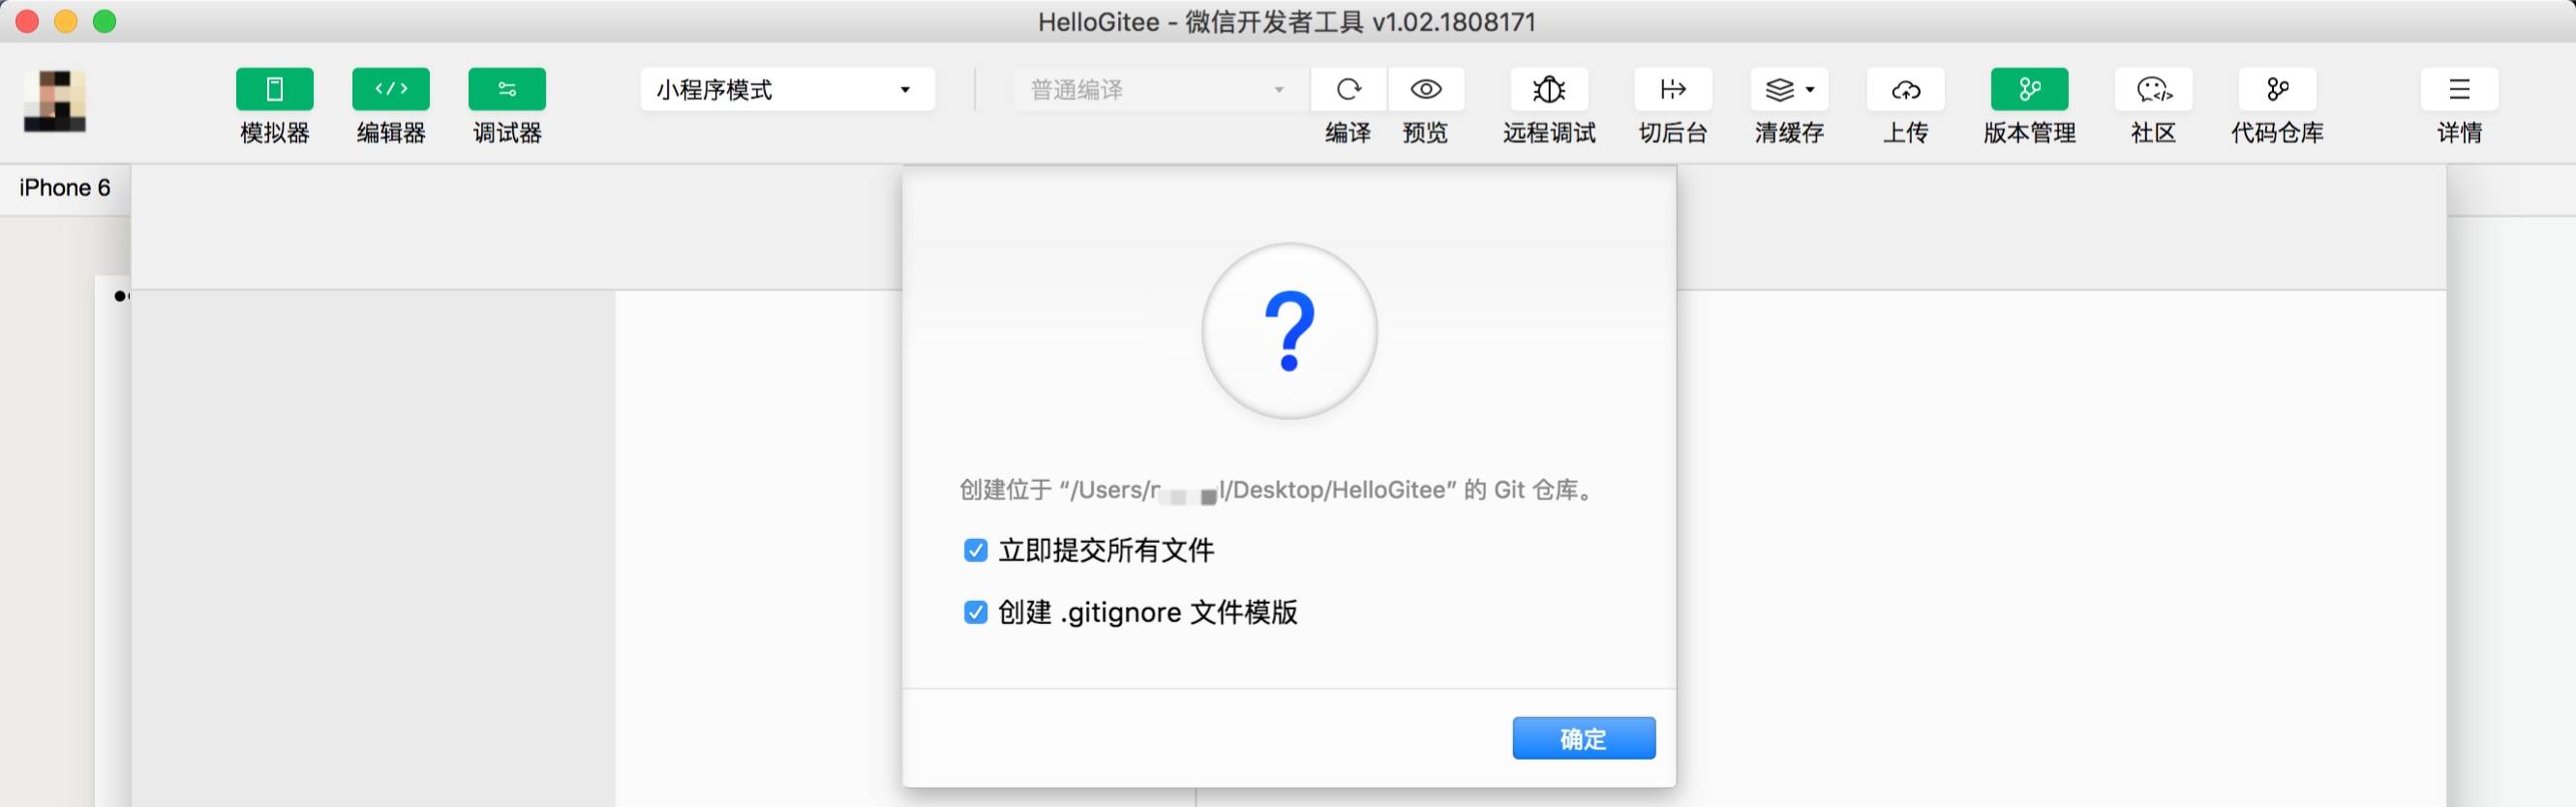 HelloGitee - 微信开发者工具 v1.02.1808171
小程序模式
普通编译
模拟器 编辑器 调试器 编译 预览 远程调试 切后台 清缓存 上传 版本管理 社区 代码仓库 详情
iPhone 6
创建位于 “/Users/r l/Desktop/HelloGitee” 的 Git 仓库。
立即提交所有文件
创建 .gitignore 文件模版
确定